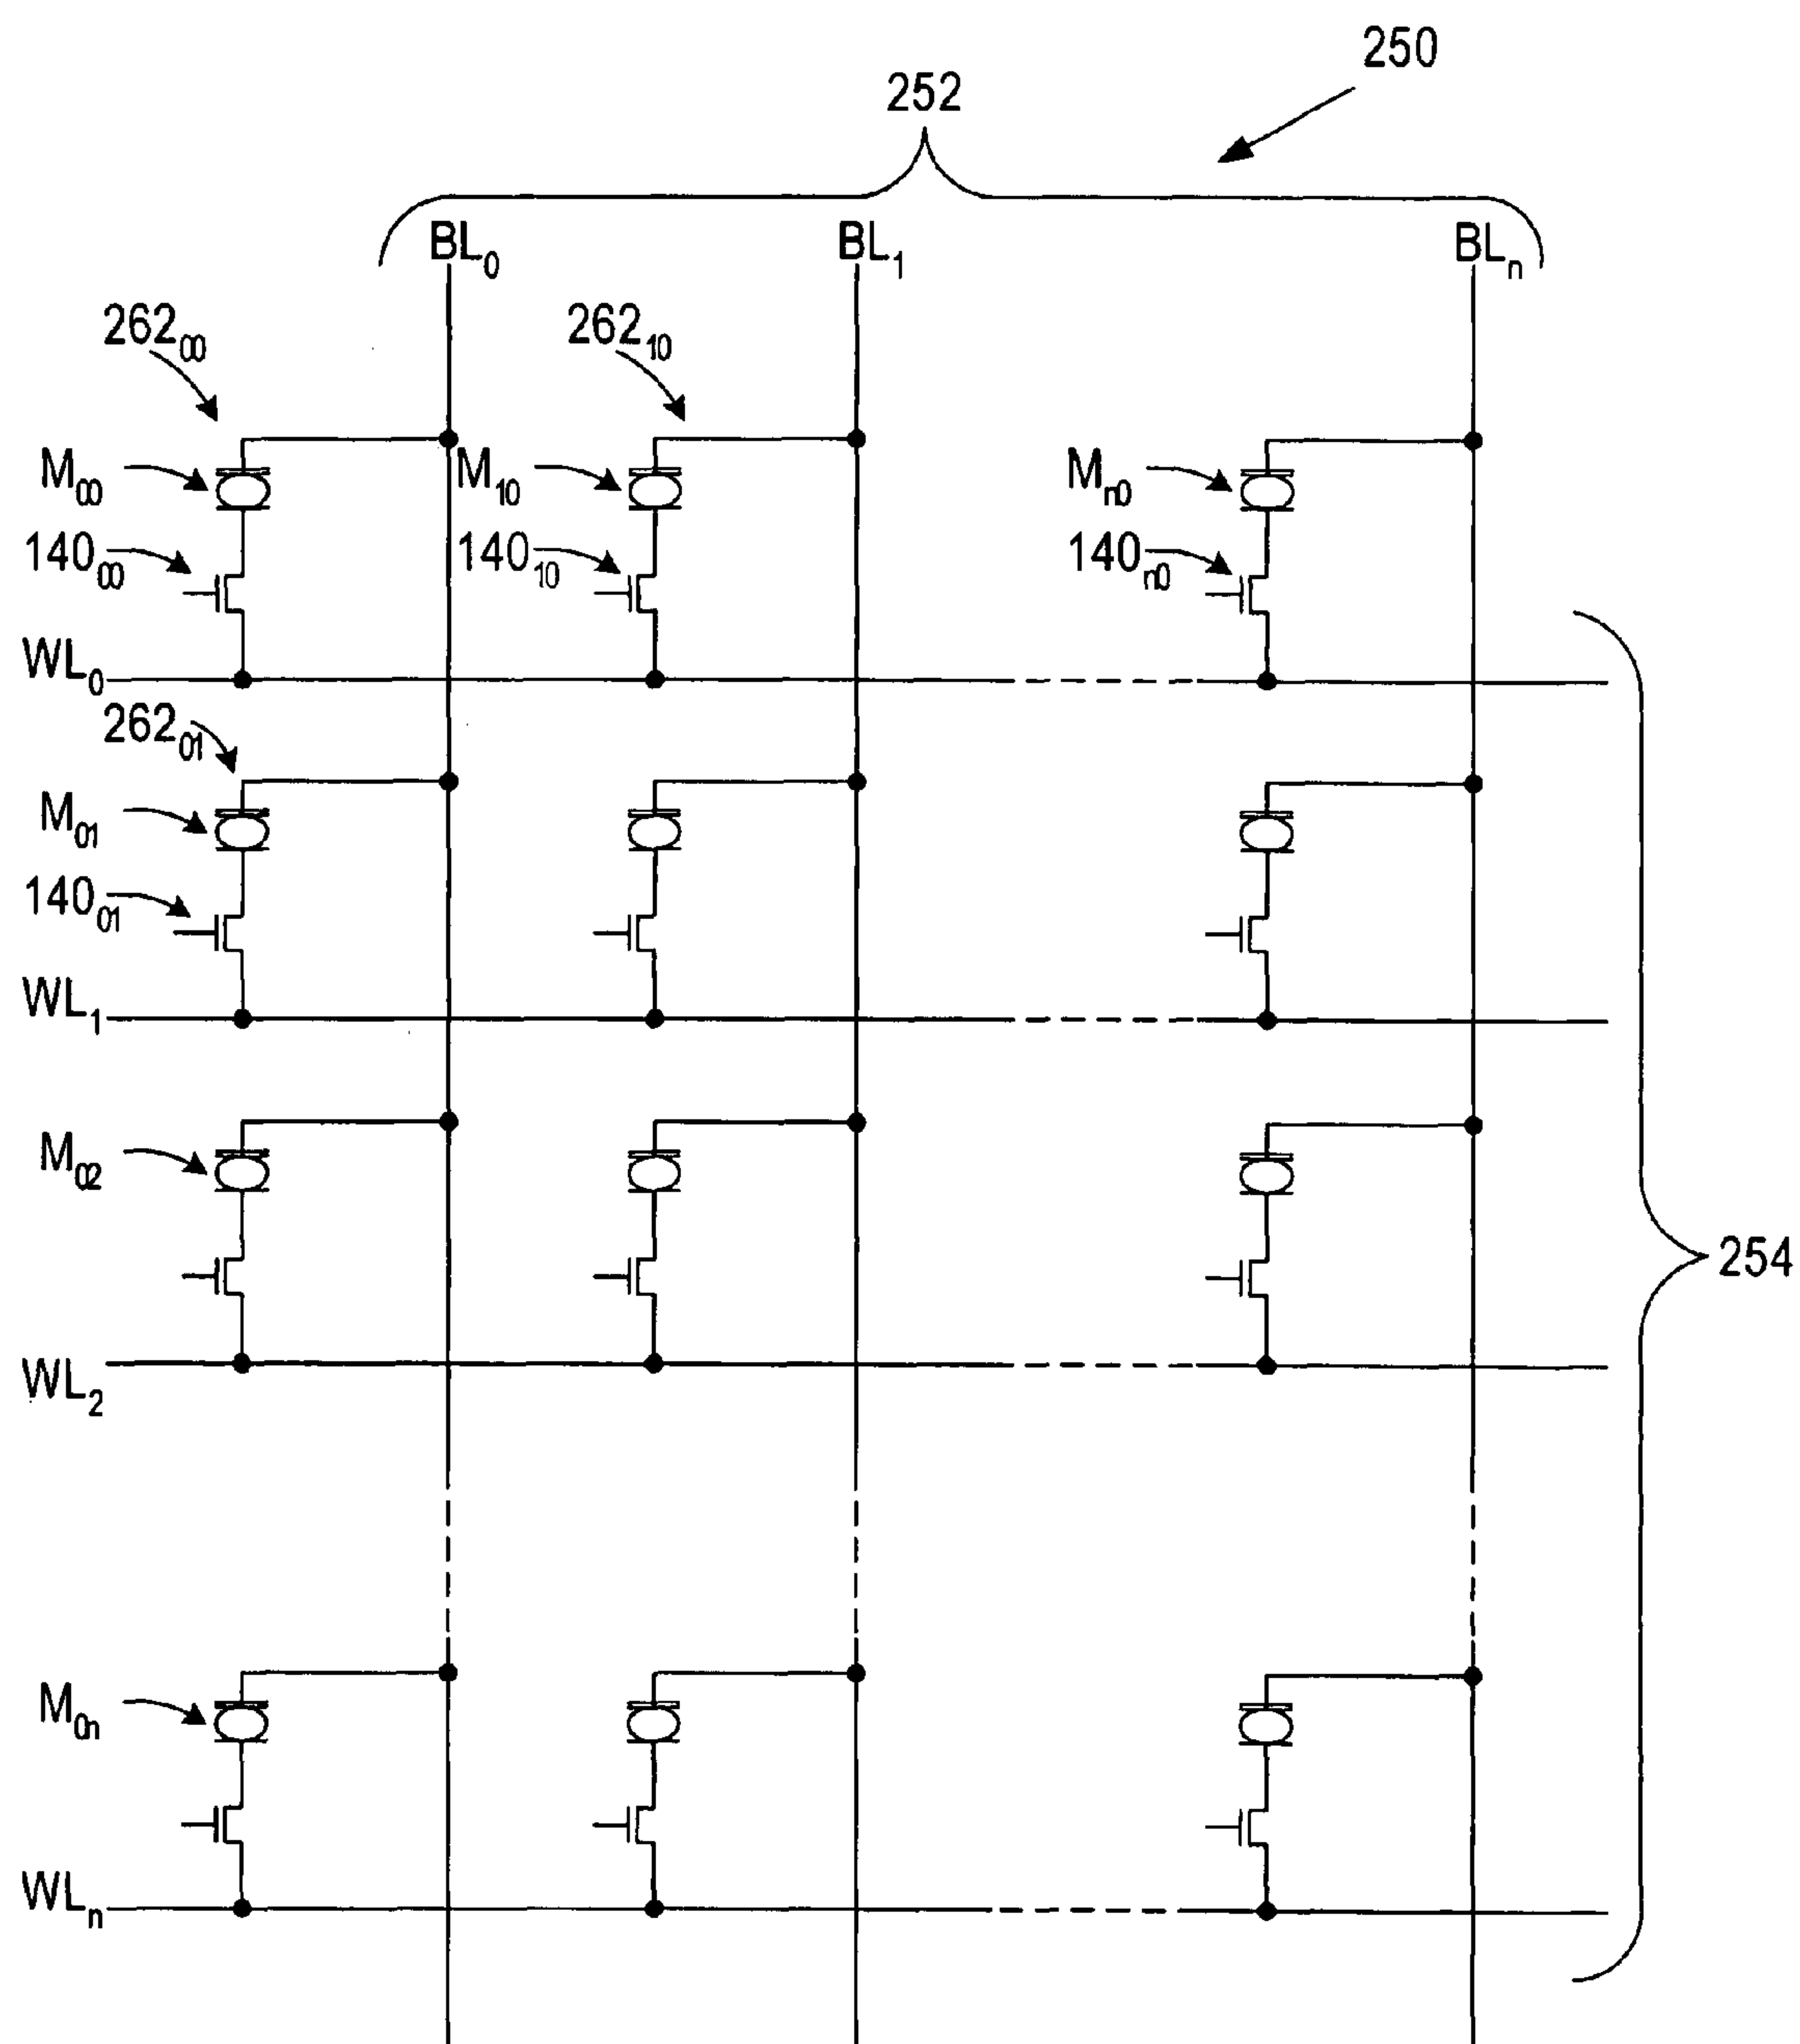 250
252
BL₀ BL₁ BLₙ
262₀₀ 262₁₀
M₀₀ M₁₀ Mₙ₀
140₀₀ 140₁₀ 140ₙ₀
WL₀
262₀₁
M₀₁
140₀₁
WL₁
M₀₂
254
WL₂
M₀ₙ
WLₙ